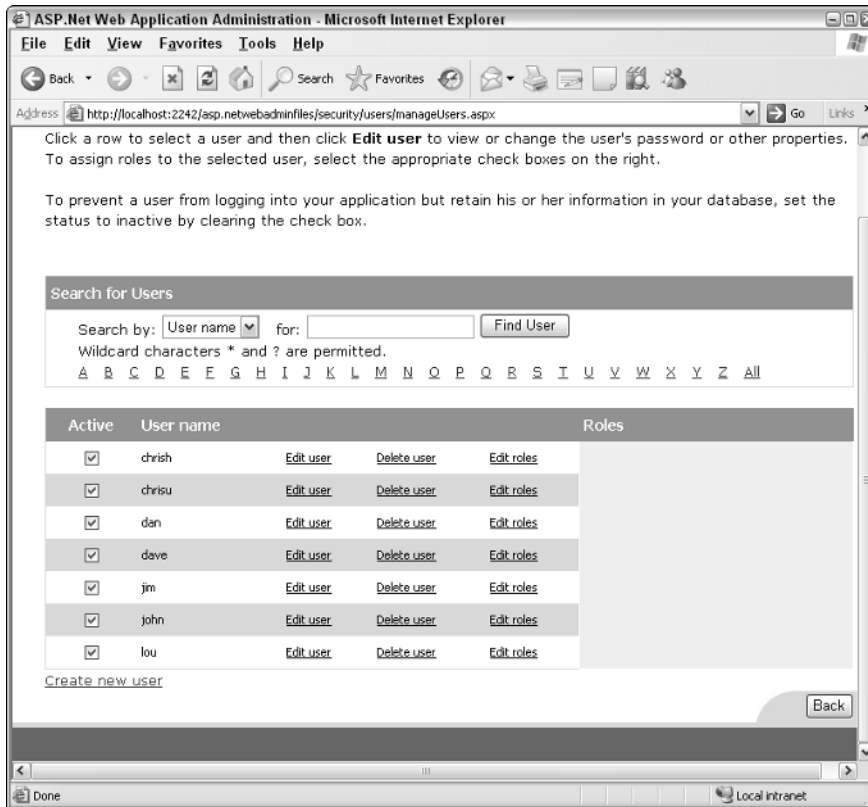 ASP.Net Web Application Administration - Microsoft Internet Explorer
File Edit View Favorites Tools Help
Back Search Favorites
Address http://localhost:2242/asp.netwebadminfiles/security/users/manageUsers.aspx Go Links
Click a row to select a user and then click Edit user to view or change the user's password or other properties.
To assign roles to the selected user, select the appropriate check boxes on the right.
To prevent a user from logging into your application but retain his or her information in your database, set the
status to inactive by clearing the check box.
Search for Users
Search by: User name for: Find User
Wildcard characters * and ? are permitted.
A B C D E F G H I J K L M N O P Q R S T U V W X Y Z All
Active User name Roles
chrish Edit user Delete user Edit roles
chrisu Edit user Delete user Edit roles
dan Edit user Delete user Edit roles
dave Edit user Delete user Edit roles
jim Edit user Delete user Edit roles
john Edit user Delete user Edit roles
lou Edit user Delete user Edit roles
Create new user
Back
Done Local intranet